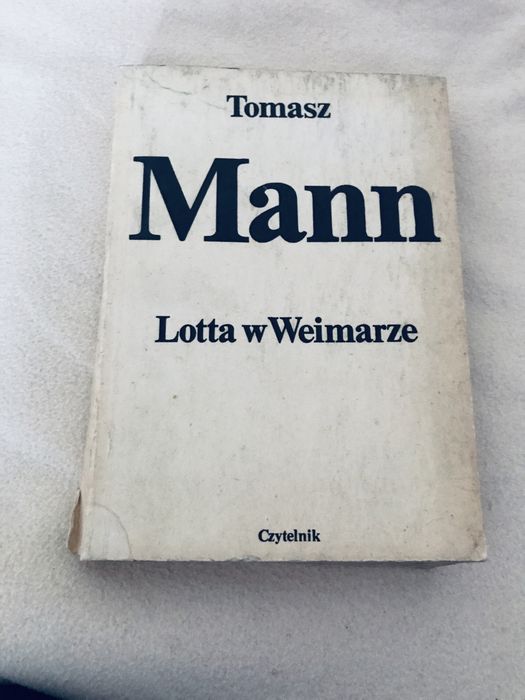 Tomasz
Mann
Lotta w Weimarze
Czytelnik